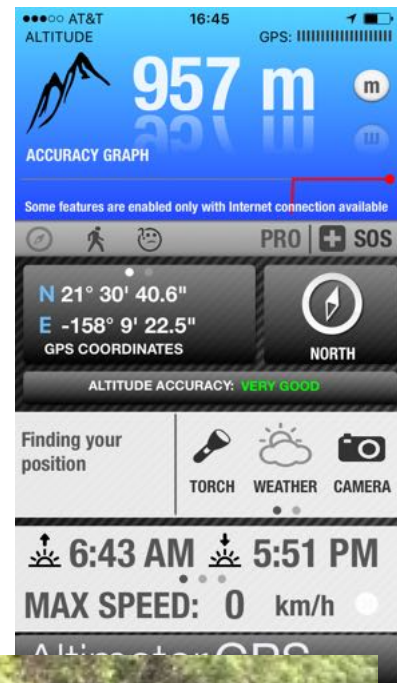 AT&T 16:45
ALTITUDE GPS:
957 m m
ACCURACY GRAPH
Some features are enabled only with Internet connection available
PRO | SOS
N 21° 30' 40.6"
E -158° 9' 22.5"
GPS COORDINATES
NORTH
ALTITUDE ACCURACY: VERY GOOD
Finding your
position
TORCH WEATHER CAMERA
6:43 AM 5:51 PM
MAX SPEED: 0 km/h
Altimeter GPS